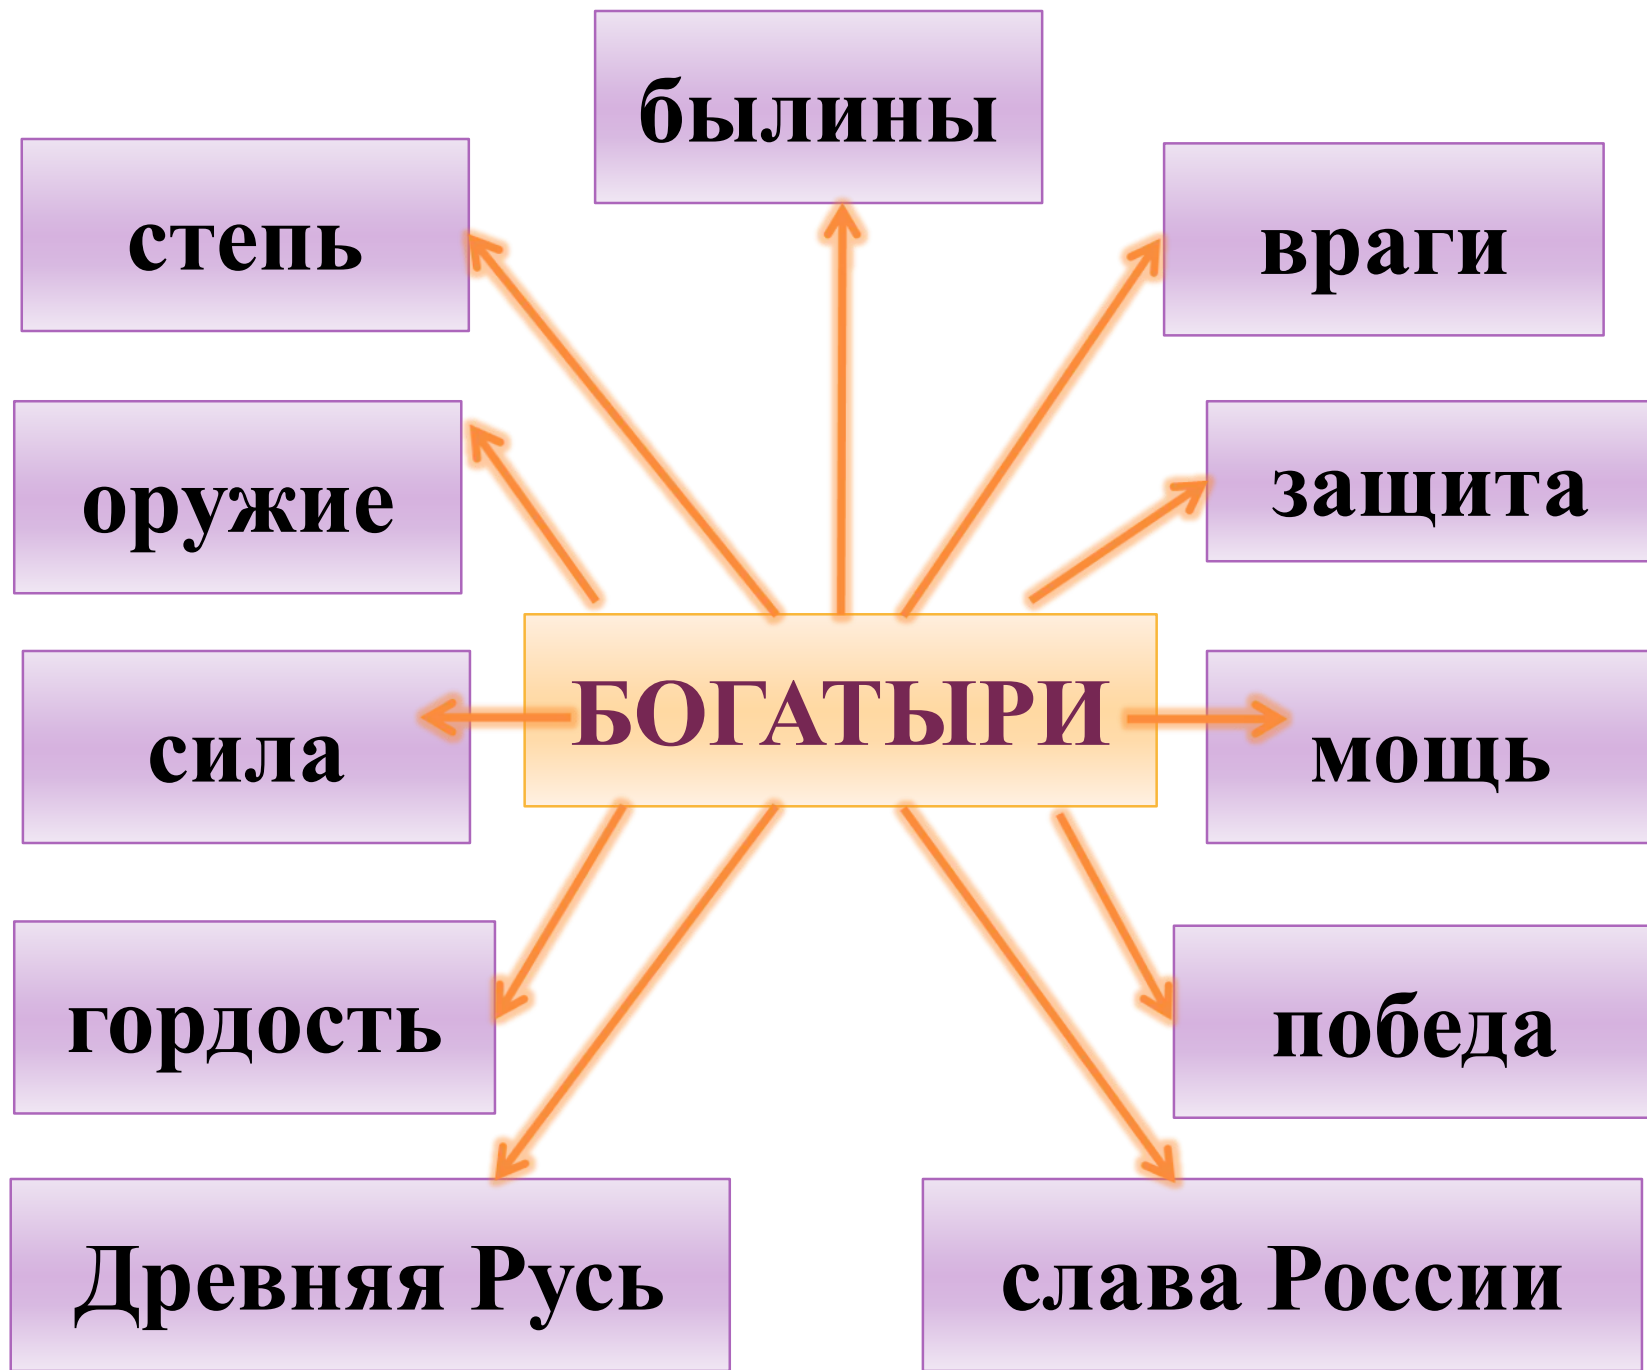 былины
степь
враги
оружие
защита
БОГАТЫРИ
сила
мощь
гордость
победа
Древняя Русь
слава России